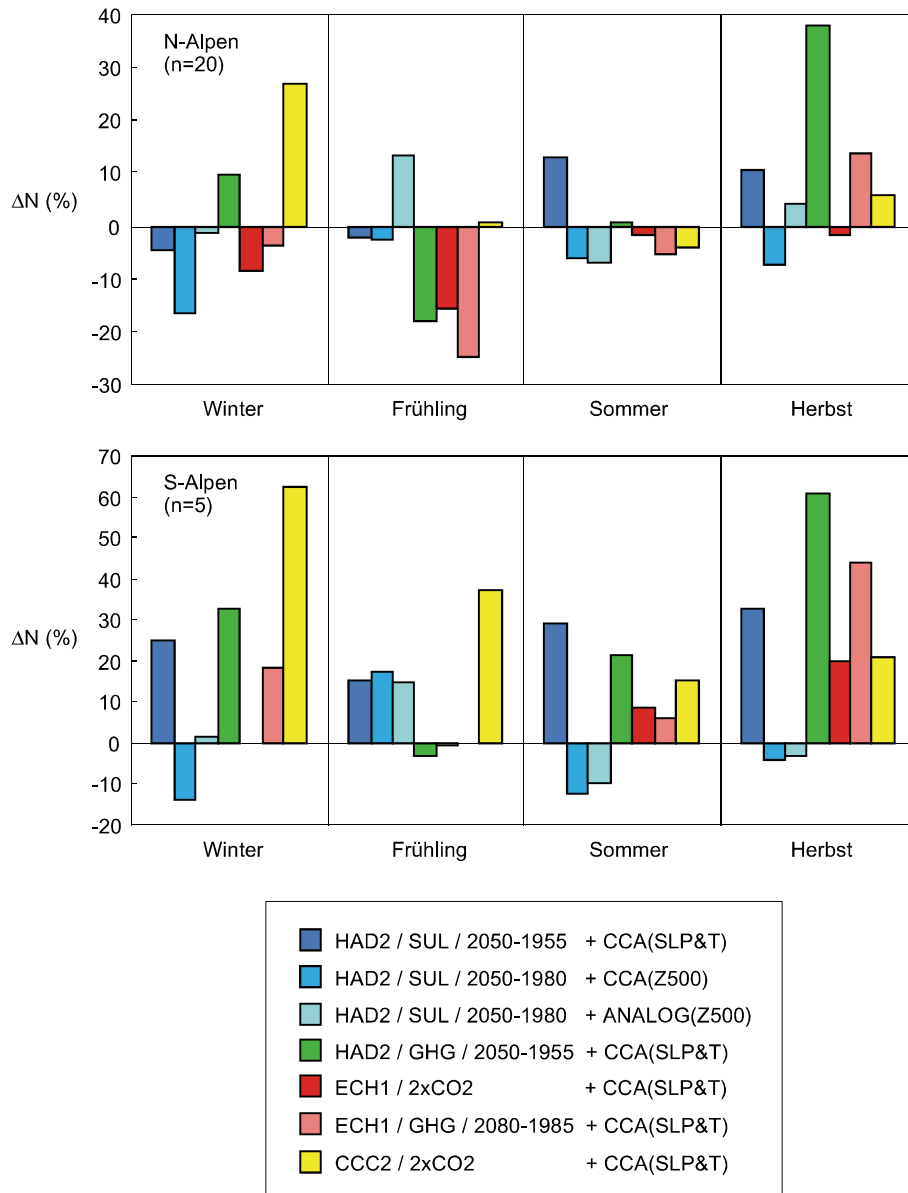 40
N-Alpen
(n=20)
30
20
10
ΔN (%)
0
-10
-20
-30
Winter
Frühling
Sommer
Herbst
70
S-Alpen
(n=5)
60
50
40
30
ΔN (%)
20
10
0
-10
-20
Winter
Frühling
Sommer
Herbst
HAD2 / SUL / 2050-1955 + CCA(SLP&T)
HAD2 / SUL / 2050-1980 + CCA(Z500)
HAD2 / SUL / 2050-1980 + ANALOG(Z500)
HAD2 / GHG / 2050-1955 + CCA(SLP&T)
ECH1 / 2xCO2 + CCA(SLP&T)
ECH1 / GHG / 2080-1985 + CCA(SLP&T)
CCC2 / 2xCO2 + CCA(SLP&T)